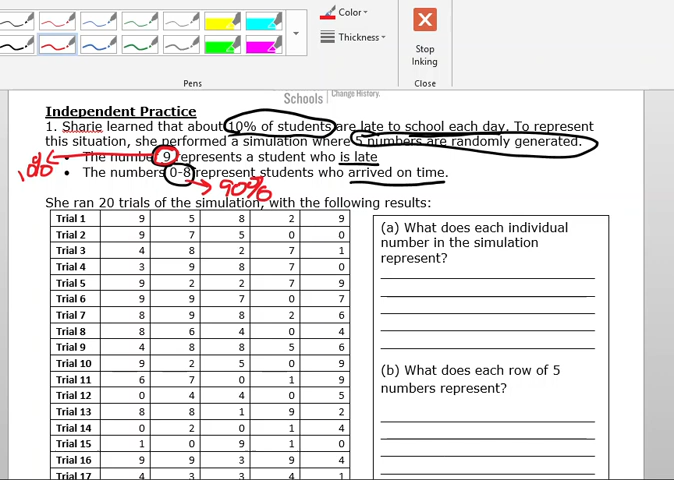 Color
Thickness
Stop
Inking
Pens
Close
Schools | Change History.
Independent Practice
1. Sharie learned that about 10% of students are late to school each day. To represent
this situation, she performed a simulation where 5 numbers are randomly generated.
• The number 9 represents a student who is late
10%
• The numbers 0-8 represent students who arrived on time.
90%
She ran 20 trials of the simulation, with the following results:
Trial 1 9 5 8 2 9
Trial 2 9 7 5 0 0
Trial 3 4 8 2 7 1
Trial 4 3 9 8 7 0
Trial 5 9 2 2 7 9
Trial 6 9 9 7 0 7
Trial 7 8 9 8 2 6
Trial 8 8 6 4 0 4
Trial 9 4 8 8 5 6
Trial 10 9 2 5 0 9
Trial 11 6 7 0 1 9
Trial 12 0 4 4 0 5
Trial 13 8 8 1 9 2
Trial 14 0 2 0 1 4
Trial 15 1 0 9 1 0
Trial 16 9 9 3 9 4
Trial 17 4 3 3 4 1
(a) What does each individual
number in the simulation
represent?
(b) What does each row of 5
numbers represent?